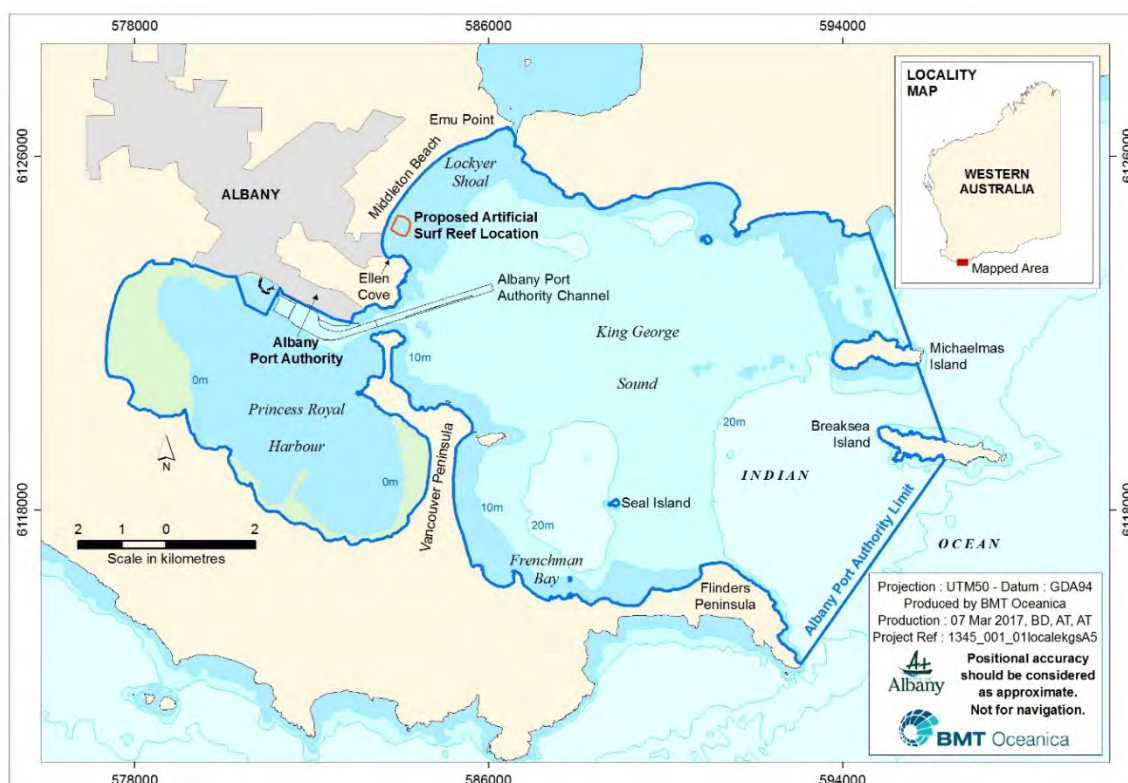 578000
586000
594000
6126000
6126000
6118000
6118000
LOCALITY
MAP
WESTERN
AUSTRALIA
Mapped Area
Emu Point
Middleton Beach
Lockyer
Shoal
ALBANY
Proposed Artificial
Surf Reef Location
Ellen
Cove
Albany Port
Authority Channel
Albany
Port Authority
King George
Sound
10m
0m
Princess Royal
Harbour
Michaelmas
Island
20m
Breaksea
Island
INDIAN
N
Vancouver Peninsula
0m
10m
20m
Seal Island
OCEAN
2 1 0 2
Scale in kilometres
Frenchman
Bay
Flinders
Peninsula
Albany Port Authority Limit
Projection : UTM50 - Datum : GDA94
Produced by BMT Oceanica
Production : 07 Mar 2017, BD, AT, AT
Project Ref : 1345_001_01localekgsA5
Albany
Positional accuracy
should be considered
as approximate.
Not for navigation.
BMT Oceanica
578000
586000
594000